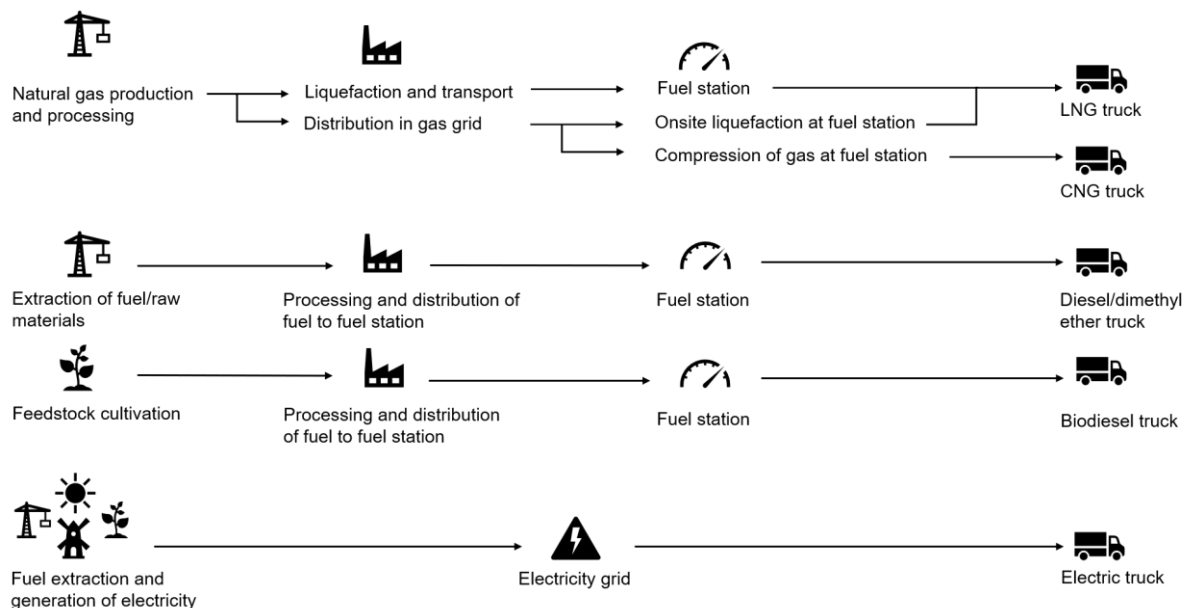 Natural gas production
and processing
Liquefaction and transport
Distribution in gas grid
Fuel station
Onsite liquefaction at fuel station
Compression of gas at fuel station
LNG truck
CNG truck
Extraction of fuel/raw
materials
Processing and distribution of
fuel to fuel station
Fuel station
Diesel/dimethyl
ether truck
Feedstock cultivation
Processing and distribution
of fuel to fuel station
Fuel station
Biodiesel truck
Fuel extraction and
generation of electricity
Electricity grid
Electric truck